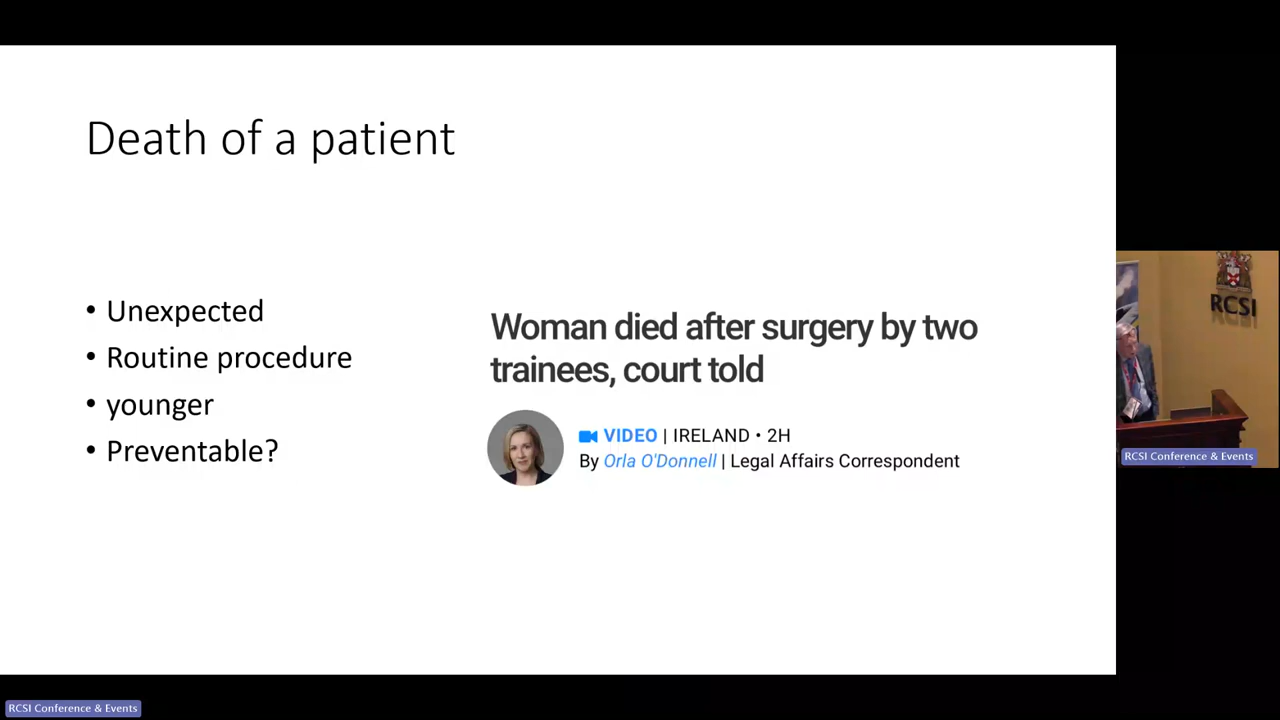 Death of a patient
• Unexpected
• Routine procedure
• younger
• Preventable?
Woman died after surgery by two
trainees, court told
VIDEO | IRELAND • 2H
By Orla O'Donnell | Legal Affairs Correspondent
RCSI
RCSI Conference & Events
RCSI Conference & Events